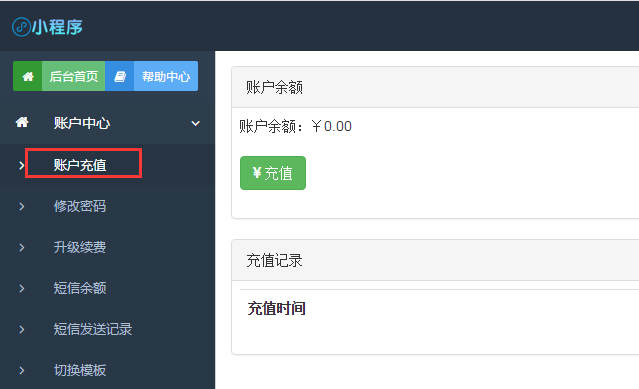 小程序
后台首页 帮助中心
账户中心
账户充值
修改密码
升级续费
短信余额
短信发送记录
切换模板
账户余额
账户余额：￥0.00
¥ 充值
充值记录
充值时间